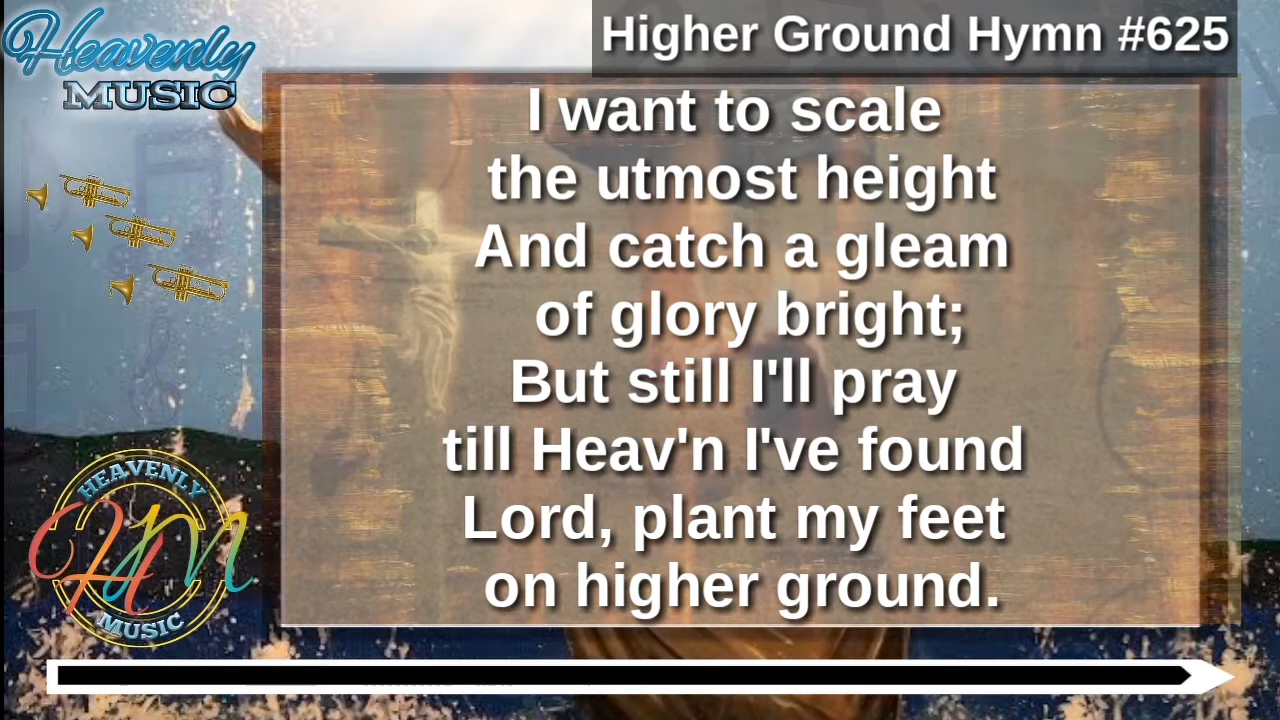 Heavenly
MUSIC
Higher Ground Hymn #625
I want to scale
the utmost height
And catch a gleam
of glory bright;
But still I'll pray
till Heav'n I've found
Lord, plant my feet
on higher ground.
HEAVENLY
HM
MUSIC